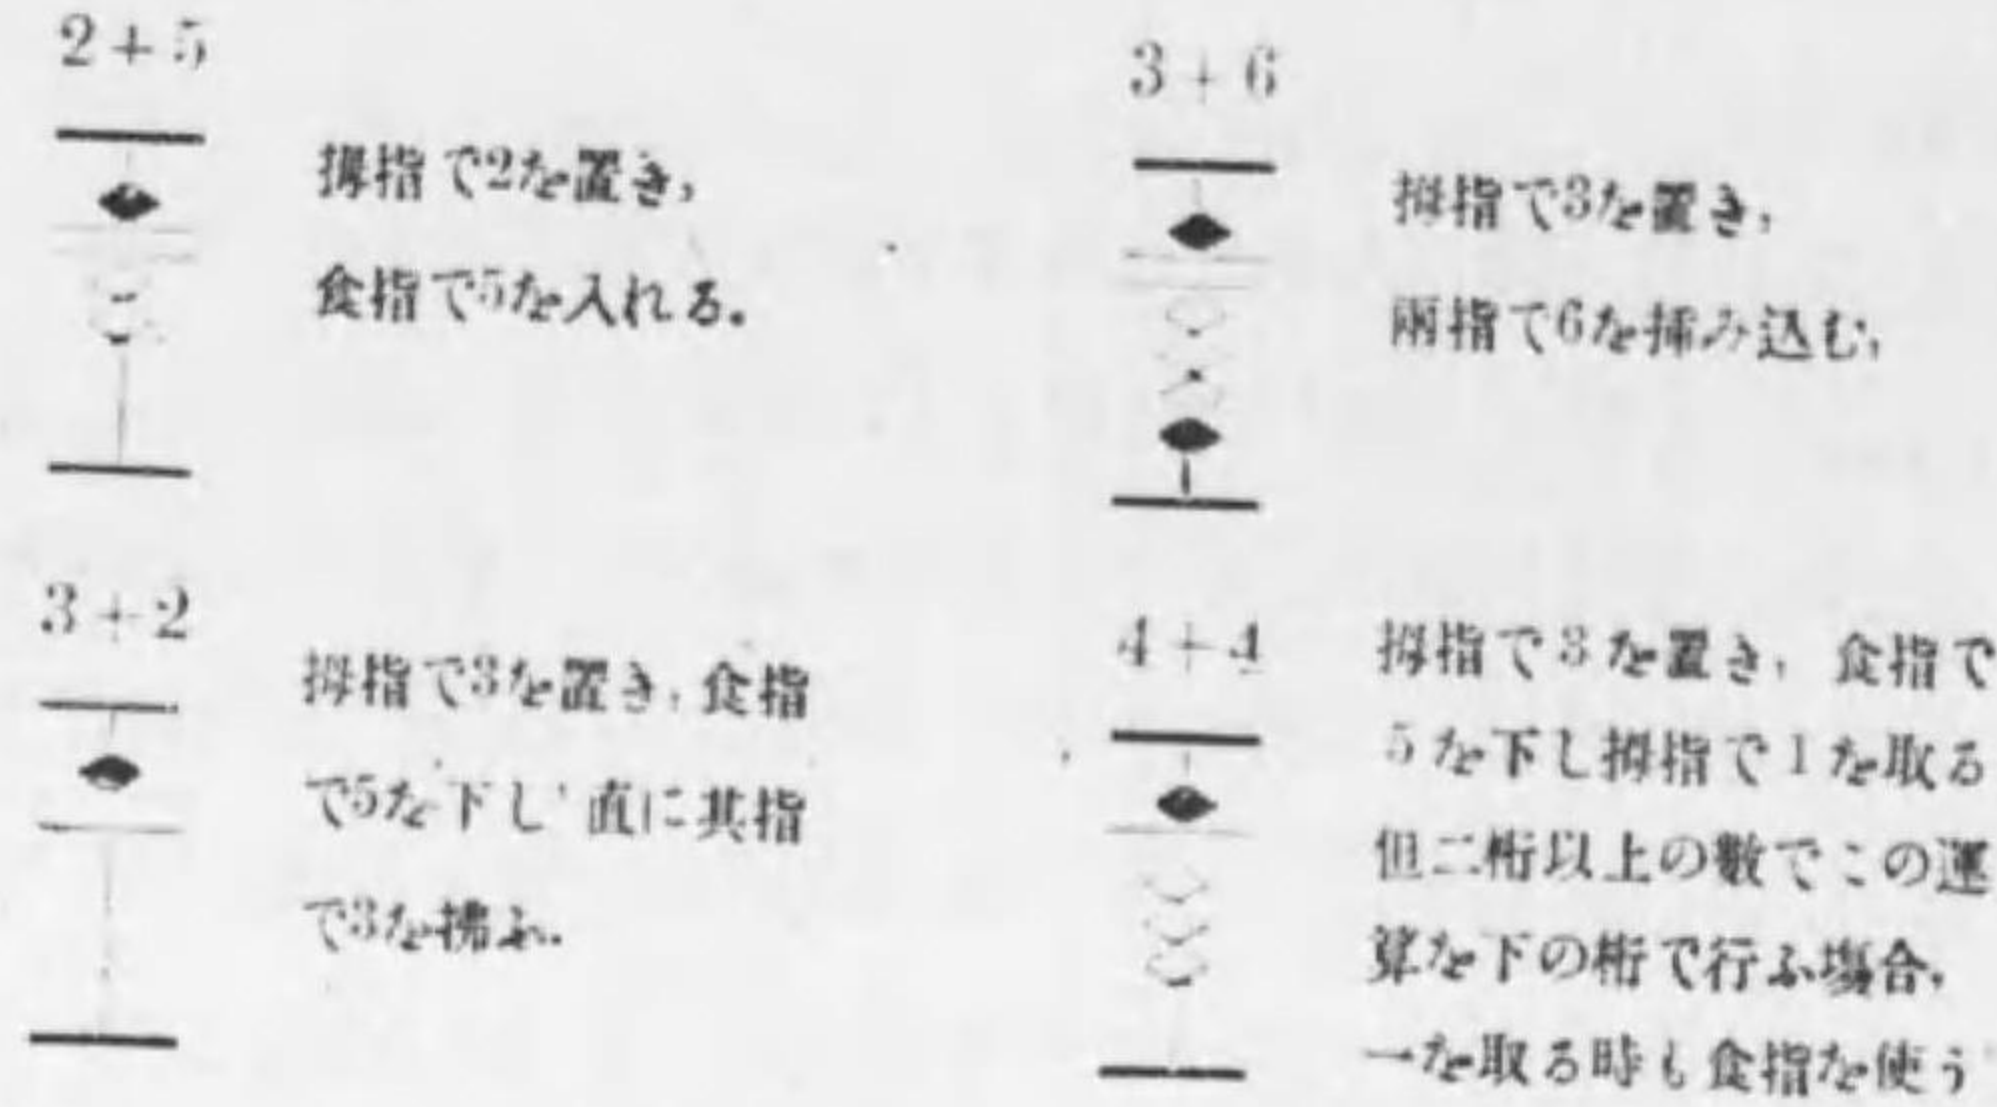 2+5
拇指で2を置き，
食指で5を入れる。
3+2
拇指で3を置き，食指
で5を下し，直に其指
で3を拂ふ.
3+6
拇指で3を置き，
兩指で6を挿み込む，
4+4
拇指で3を置き，食指で
5を下し拇指で1を取る
但二桁以上の數でこの運
算を下の桁で行ふ塲合，
一を取る時も食指を使う